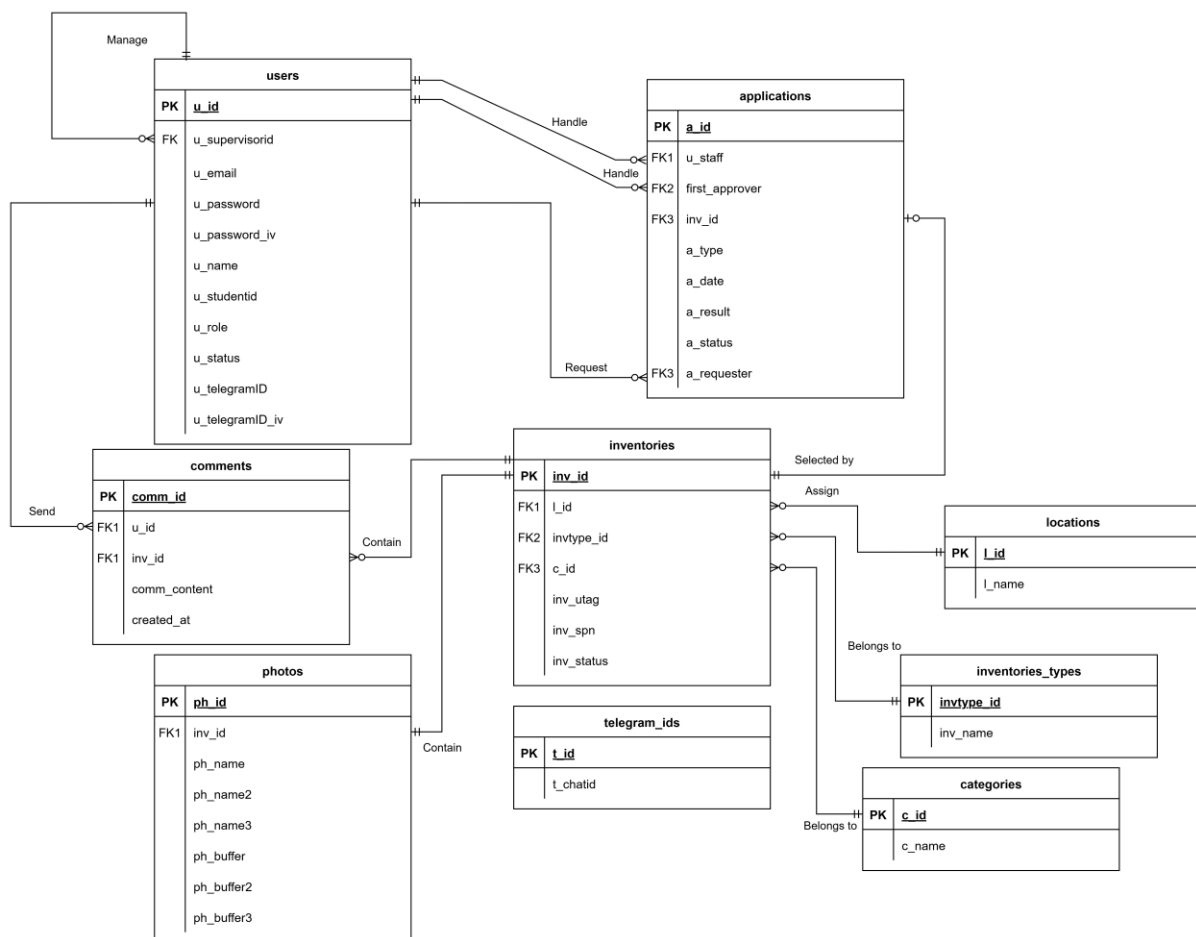 Manage
users
PK u_id
FK u_supervisorid
u_email
u_password
u_password_iv
u_name
u_studentid
u_role
u_status
u_telegramID
u_telegramID_iv
Handle
Handle
Request
applications
PK a_id
FK1 u_staff
FK2 first_approver
FK3 inv_id
a_type
a_date
a_result
a_status
FK3 a_requester
comments
PK comm_id
FK1 u_id
FK1 inv_id
comm_content
created_at
Send
Contain
inventories
PK inv_id
FK1 l_id
FK2 invtype_id
FK3 c_id
inv_utag
inv_spn
inv_status
Selected by
Assign
locations
PK l_id
l_name
photos
PK ph_id
FK1 inv_id
ph_name
ph_name2
ph_name3
ph_buffer
ph_buffer2
ph_buffer3
Contain
telegram_ids
PK t_id
t_chatid
Belongs to
inventories_types
PK invtype_id
inv_name
Belongs to
categories
PK c_id
c_name